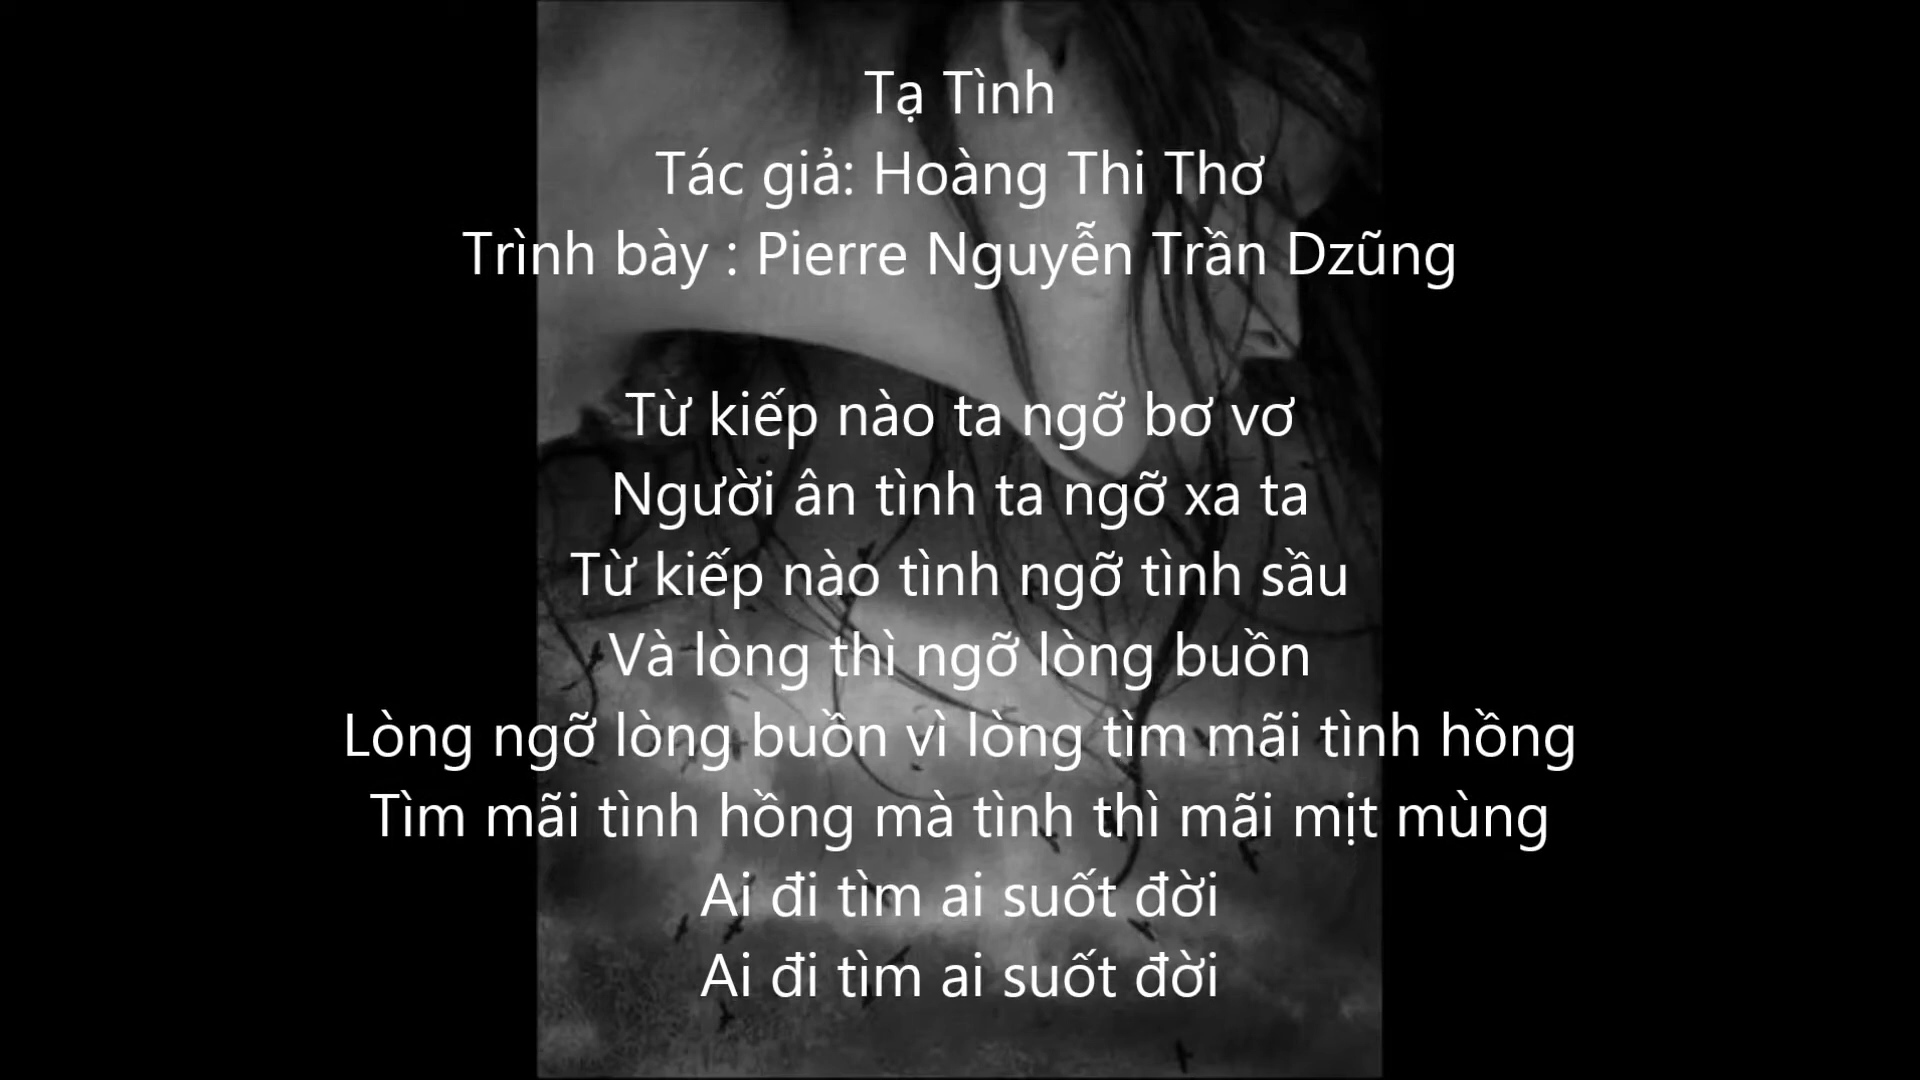 Tạ Tình
Tác giả: Hoàng Thi Thơ
Trình bày : Pierre Nguyễn Trần Dzũng
Từ kiếp nào ta ngỡ bơ vơ
Người ân tình ta ngỡ xa ta
Từ kiếp nào tình ngỡ tình sầu
Và lòng thì ngỡ lòng buồn
Lòng ngỡ lòng buồn vì lòng tìm mãi tình hồng
Tìm mãi tình hồng mà tình thì mãi mịt mùng
Ai đi tìm ai suốt đời
Ai đi tìm ai suốt đời